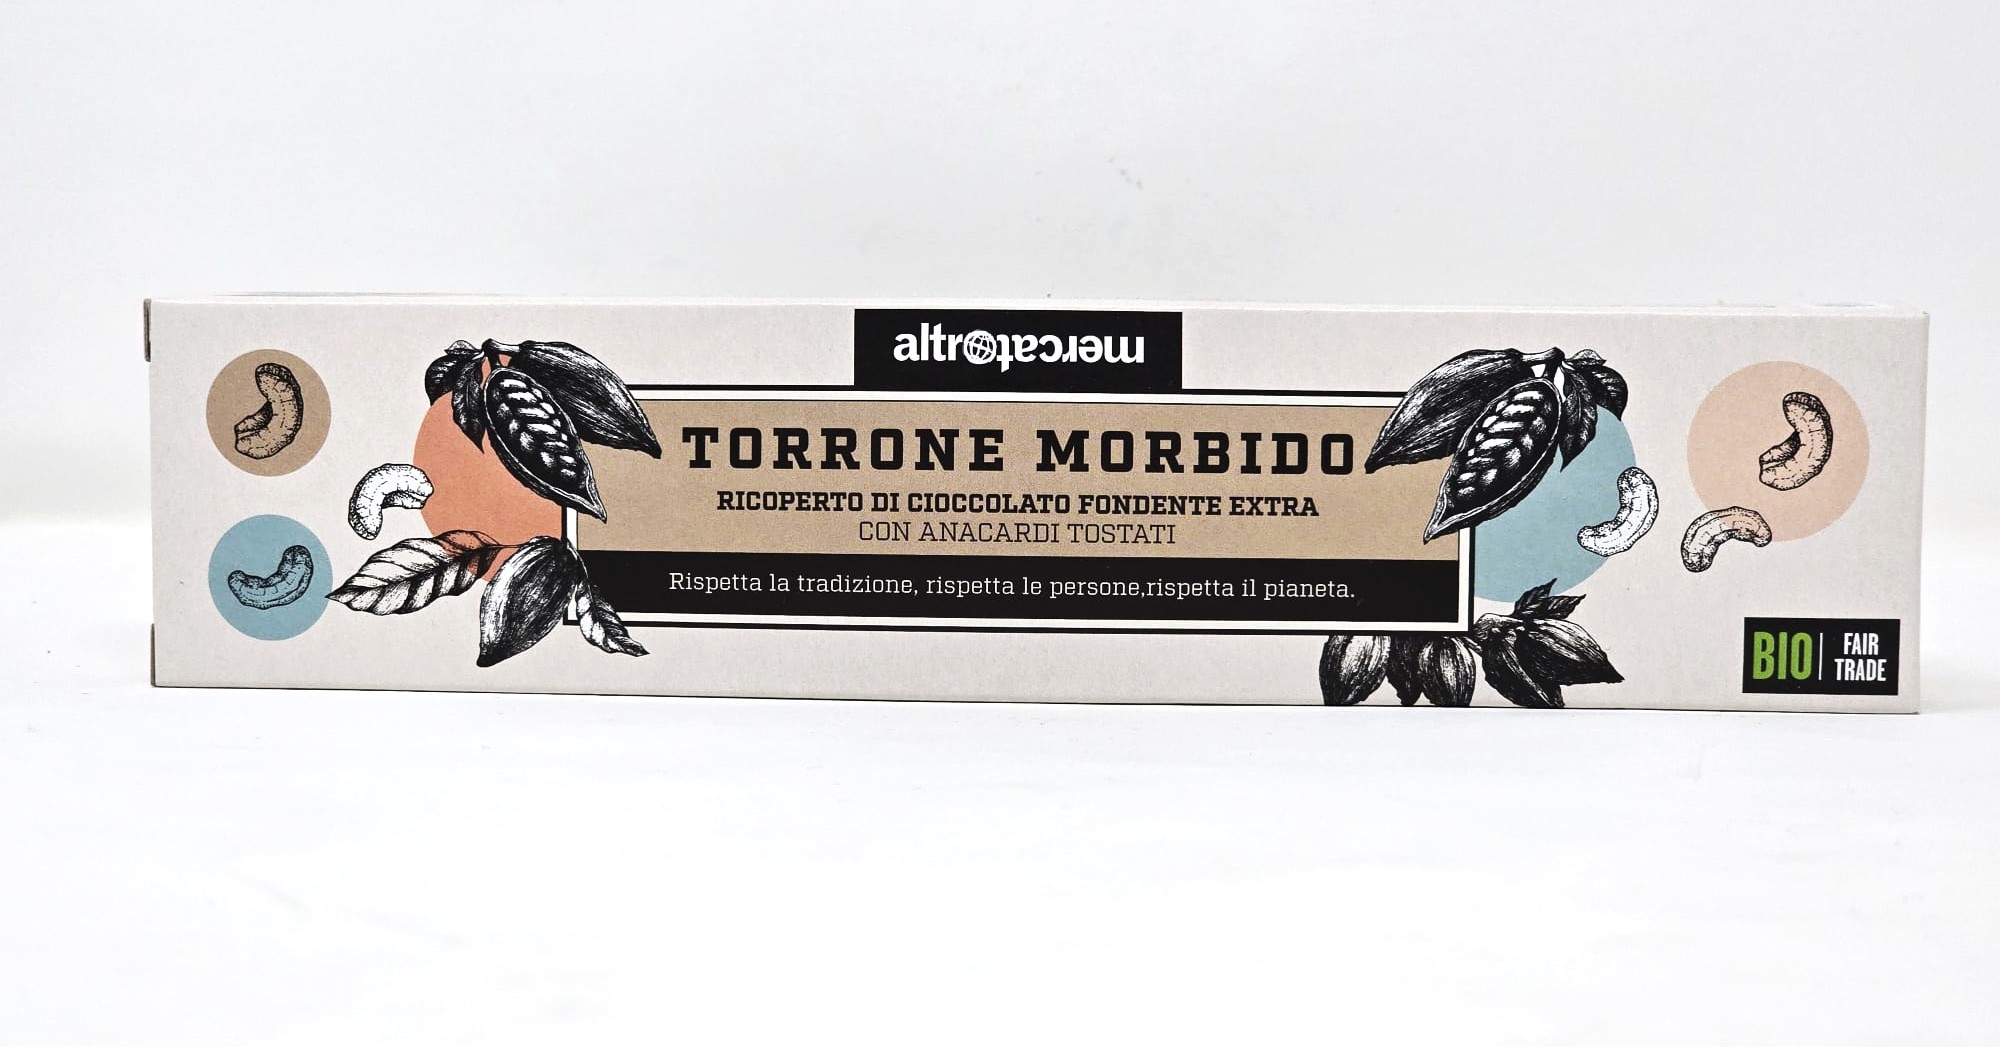 altromercato
TORRONE MORBIDO
RICOPERTO DI CIOCCOLATO FONDENTE EXTRA
CON ANACARDI TOSTATI
Rispetta la tradizione, rispetta le persone,rispetta il pianeta.
BIO
FAIR
TRADE